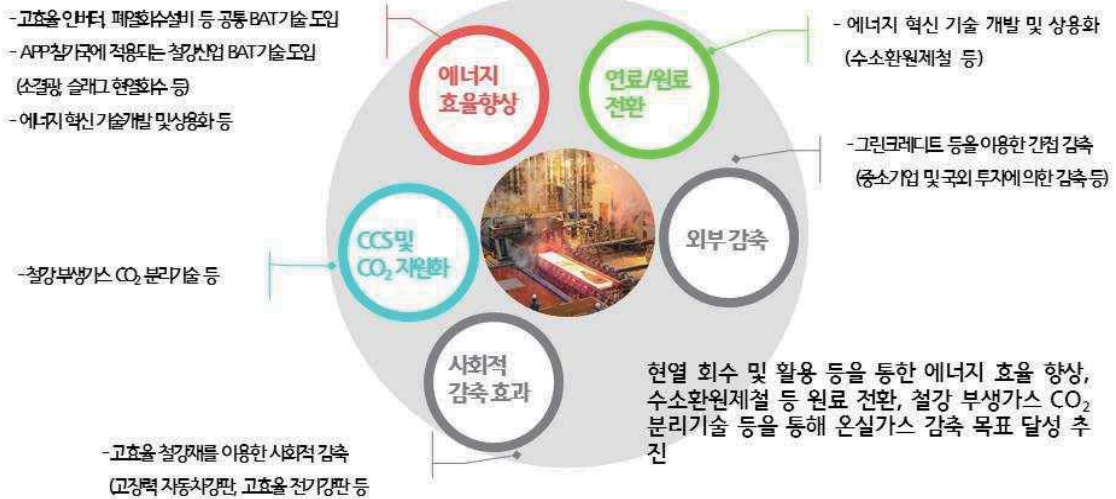 - 고효율 인버터, 폐열회수설비 등 공통 BAT 기술 도입
- APP참가국에 적용되는 철강산업 BAT 기술 도입
(소결광, 슬래그 현열회수 등)
- 에너지 혁신 기술개발 및 상용화 등
에너지
효율향상
연료/원료
전환
- 에너지 혁신 기술 개발 및 상용화
(수소환원제철 등)
- 그린크레디트 등을 이용한 간접 감축
(중소기업 및 국외 투자에 의한 감축 등)
외부 감축
CCS 및
CO₂ 자원화
- 철강부생가스 CO₂ 분리기술 등
사회적
감축 효과
- 고효율 철강재를 이용한 사회적 감축
(고장력 자동차강판, 고효율 전기강판 등
현열 회수 및 활용 등을 통한 에너지 효율 향상,
수소환원제철 등 원료 전환, 철강 부생가스 CO₂
분리기술 등을 통해 온실가스 감축 목표 달성 추
진